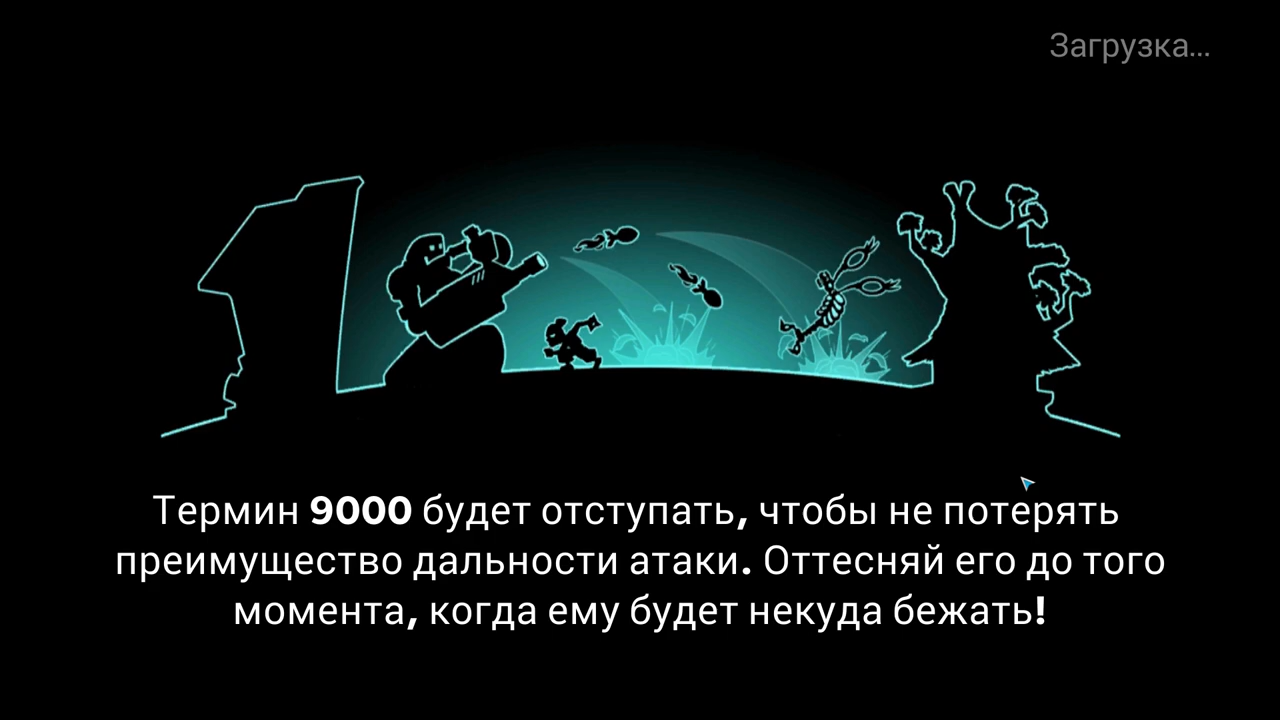 Загрузка...
Термин 9000 будет отступать, чтобы не потерять
преимущество дальности атаки. Оттесняй его до того
момента, когда ему будет некуда бежать!